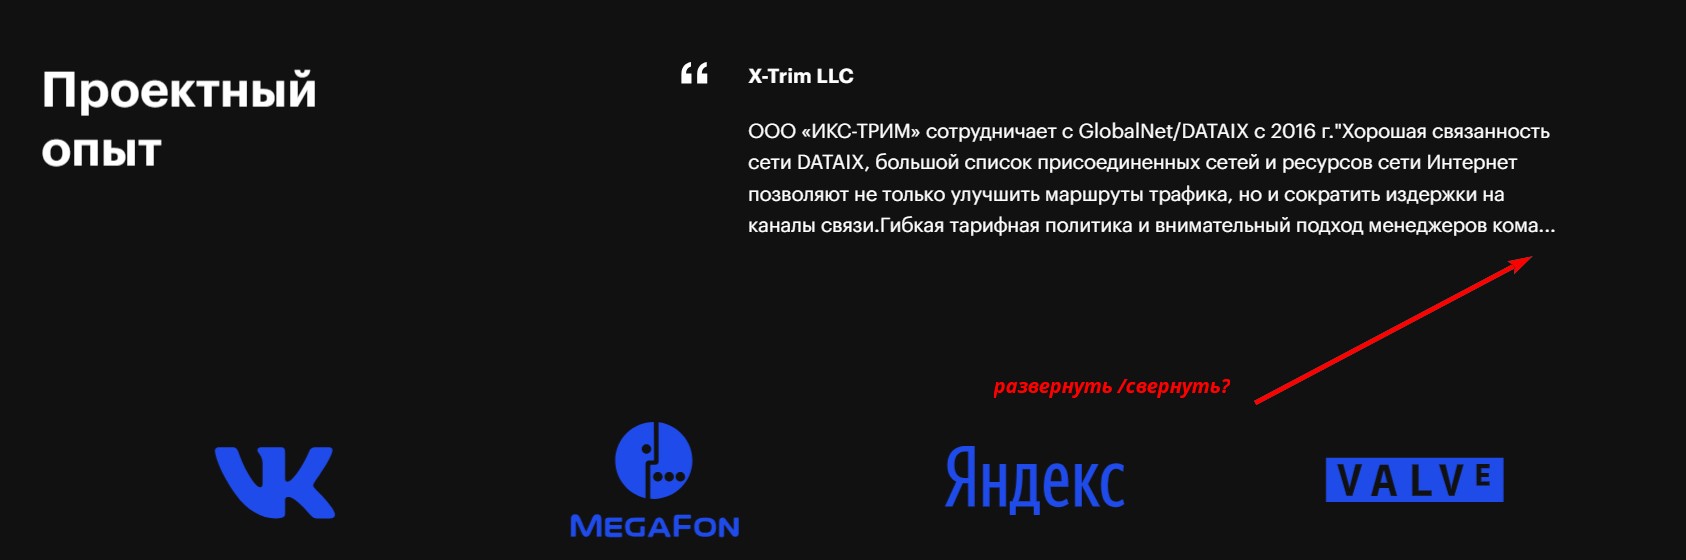 Проектный
опыт
“ X-Trim LLC
ООО «ИКС-ТРИМ» сотрудничает с GlobalNet/DATAIX с 2016 г."Хорошая связанность
сети DATAIX, большой список присоединенных сетей и ресурсов сети Интернет
позволяют не только улучшить маршруты трафика, но и сократить издержки на
каналы связи.Гибкая тарифная политика и внимательный подход менеджеров кома...
развернуть /свернуть?
VK
MEGAFON
Яндекс
VALVE